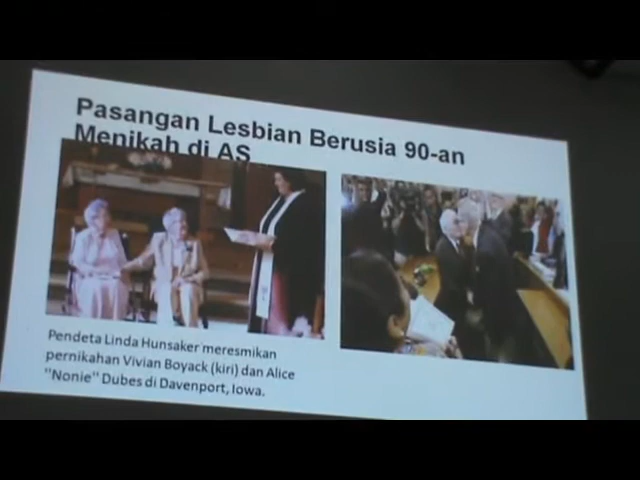 Pasangan Lesbian Berusia 90-an
Menikah di AS
Pendeta Linda Hunsaker meresmikan
pernikahan Vivian Boyack (kiri) dan Alice
"Nonie" Dubes di Davenport, Iowa.